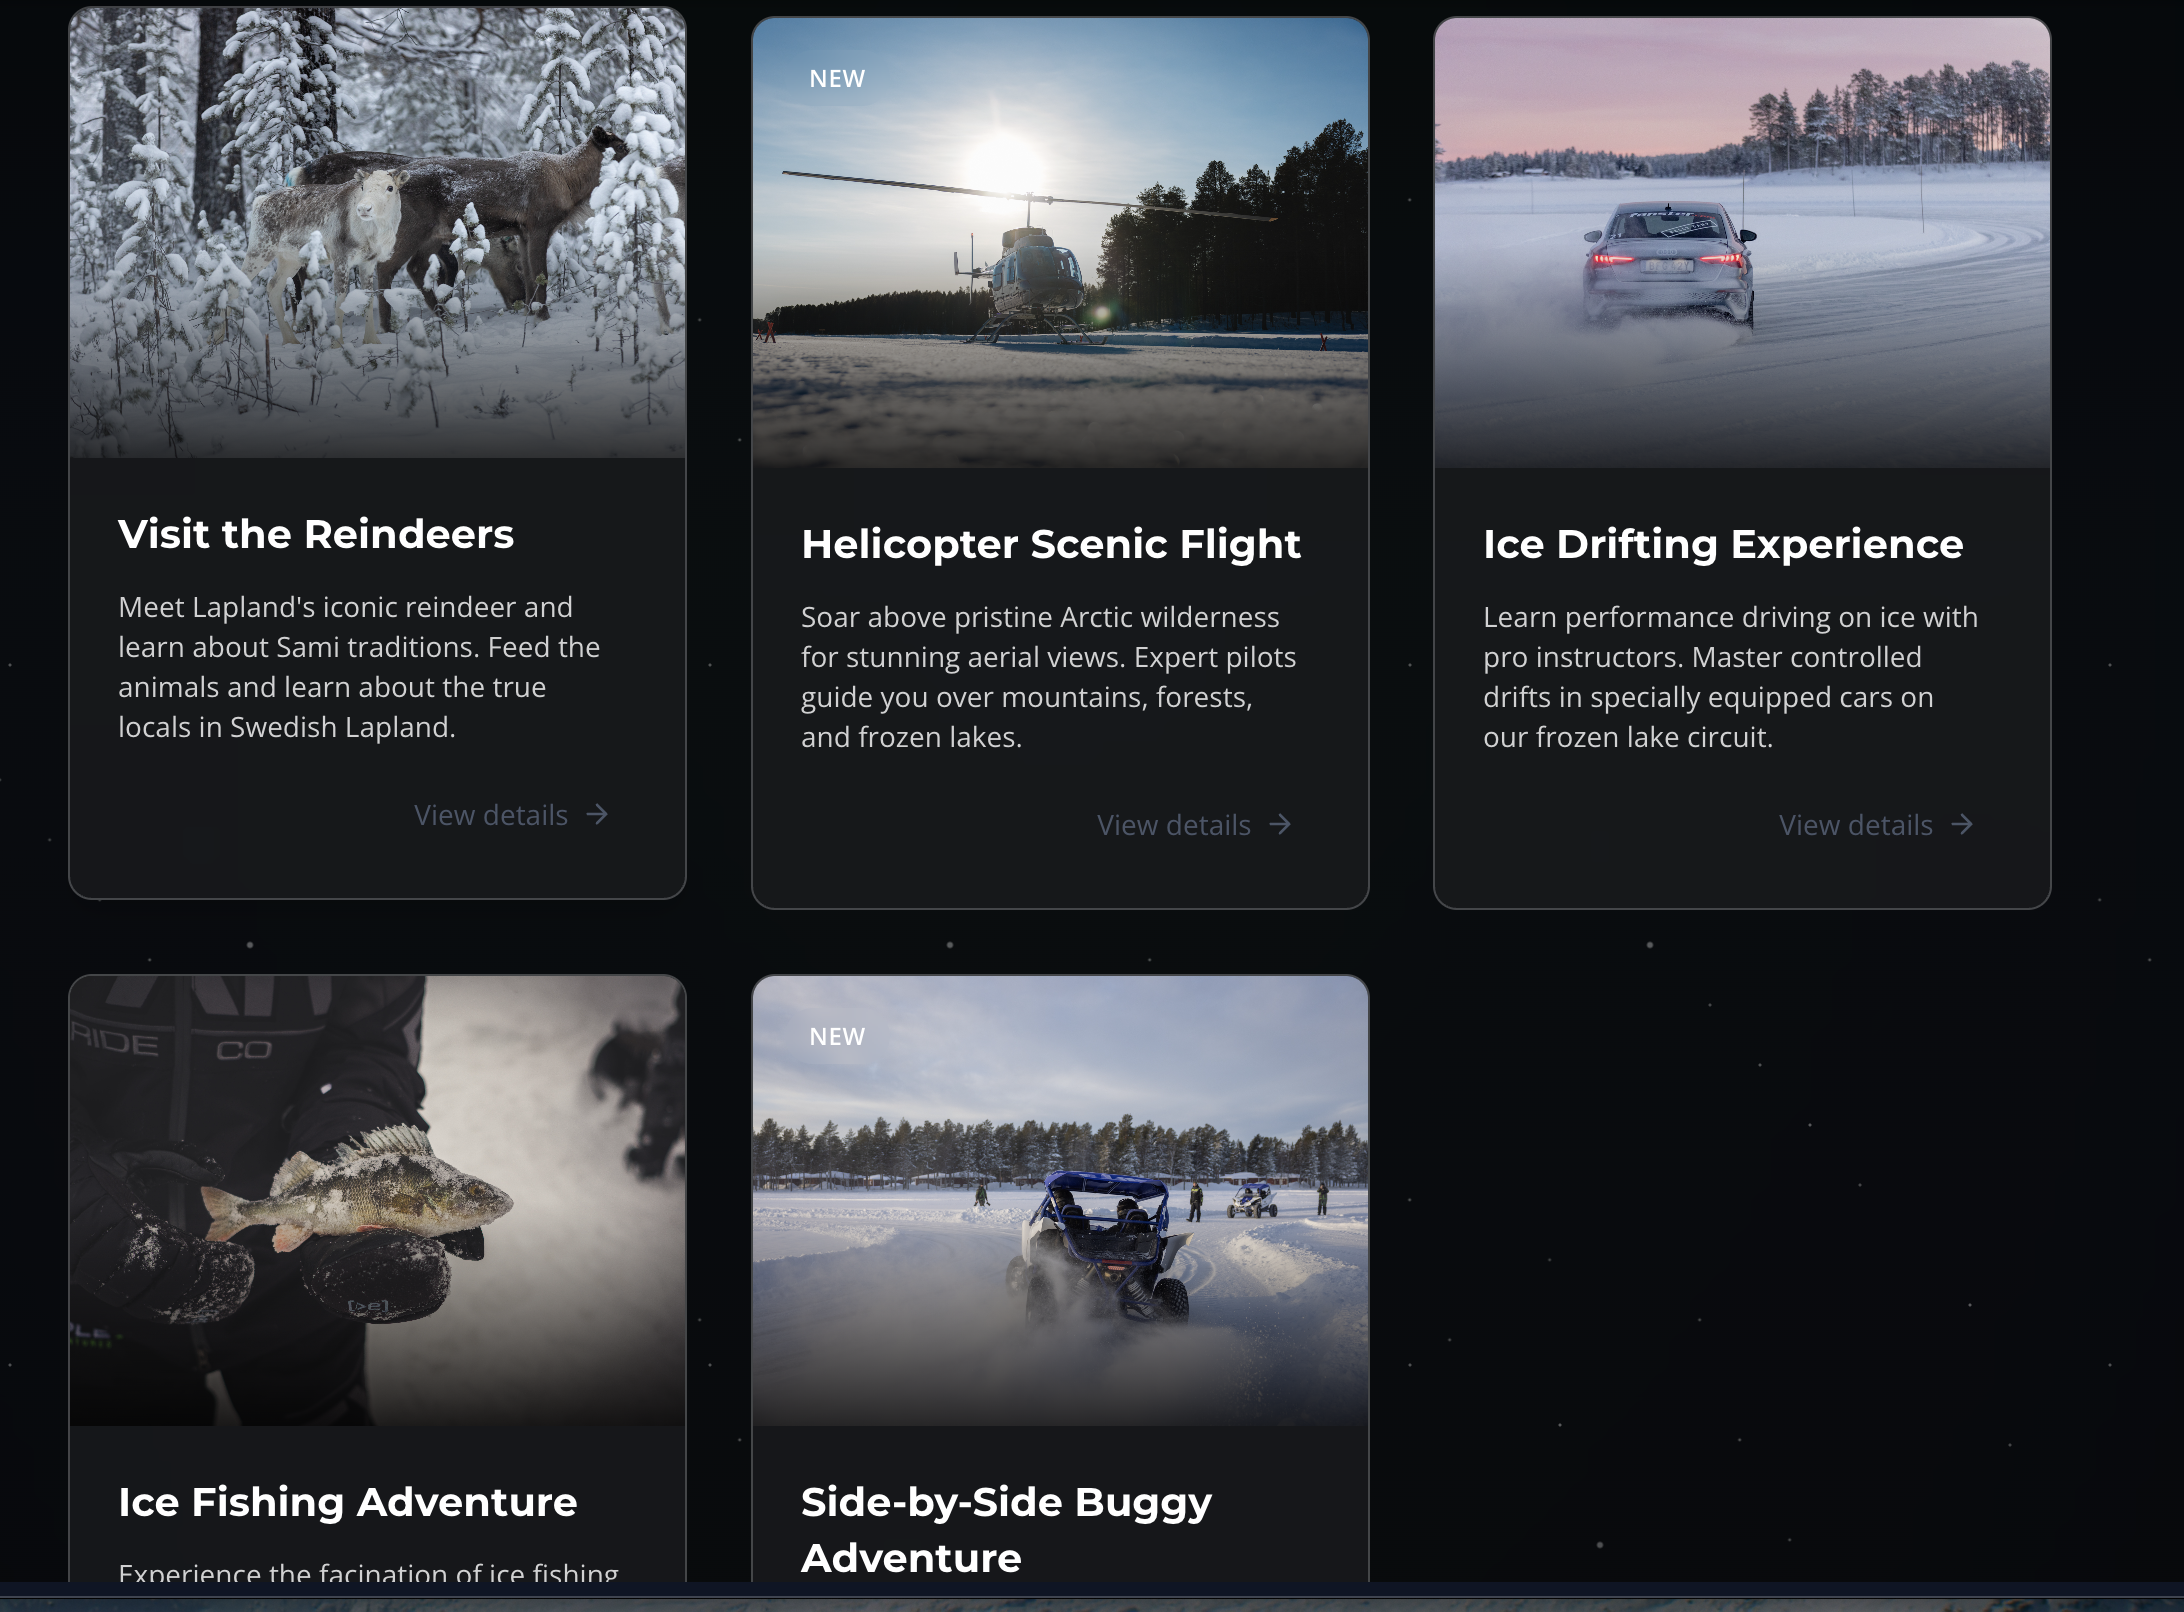 NEW
Visit the Reindeers
Meet Lapland's iconic reindeer and
learn about Sami traditions. Feed the
animals and learn about the true
locals in Swedish Lapland.
View details
Helicopter Scenic Flight
Soar above pristine Arctic wilderness
for stunning aerial views. Expert pilots
guide you over mountains, forests,
and frozen lakes.
View details
Ice Drifting Experience
Learn performance driving on ice with
pro instructors. Master controlled
drifts in specially equipped cars on
our frozen lake circuit.
View details
RIDE CO
NEW
Ice Fishing Adventure
Experience the facination of ice fishing
Side-by-Side Buggy
Adventure